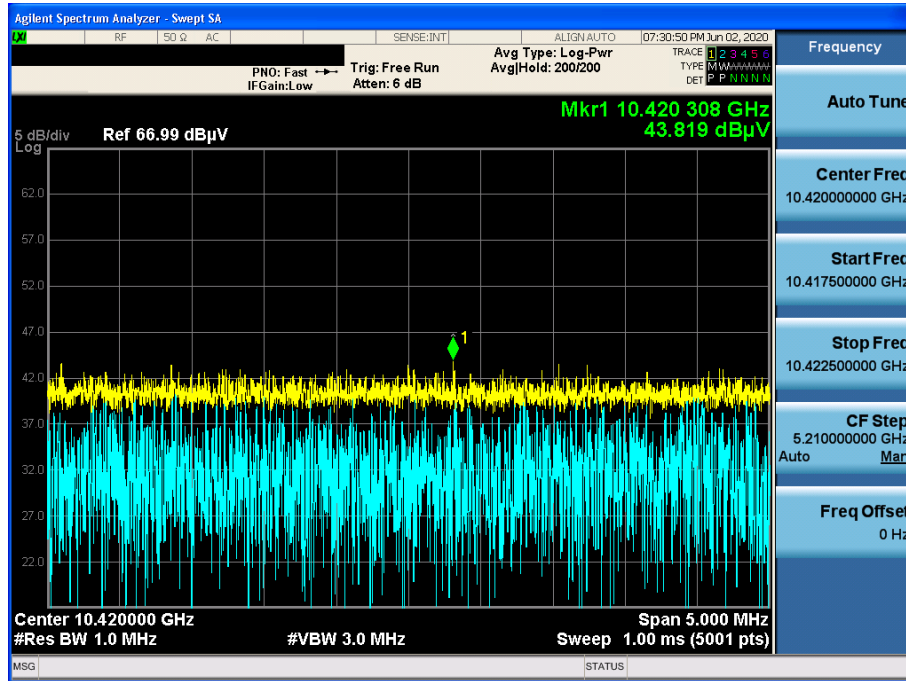 Agilent Spectrum Analyzer - Swept SA
LXI RF 50 Ω AC SENSE:INT ALIGN AUTO 07:30:50 PM Jun 02, 2020
PNO: Fast Trig: Free Run Avg Type: Log-Pwr TRACE 1 2 3 4 5 6
IFGain:Low Atten: 6 dB Avg|Hold: 200/200 TYPE M W
DET P P N N N N
Mkr1 10.420 308 GHz
43.819 dBµV
5 dB/div Ref 66.99 dBµV
Log
62.0
57.0
52.0
47.0
1
42.0
37.0
32.0
27.0
22.0
Center 10.420000 GHz Span 5.000 MHz
#Res BW 1.0 MHz #VBW 3.0 MHz Sweep 1.00 ms (5001 pts)
MSG STATUS
Frequency
Auto Tune
Center Freq
10.420000000 GHz
Start Freq
10.417500000 GHz
Stop Freq
10.422500000 GHz
CF Step
5.210000000 GHz
Auto Man
Freq Offset
0 Hz